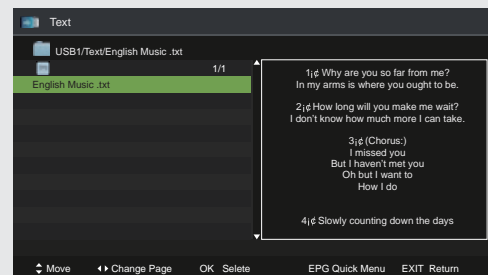 Text
USB1/Text/English Music .txt
1/1
English Music .txt
1¡¢ Why are you so far from me?
In my arms is where you ought to be.
2¡¢ How long will you make me wait?
I don't know how much more I can take.
3¡¢ (Chorus:)
I missed you
But I haven't met you
Oh but I want to
How I do
4¡¢ Slowly counting down the days
Move Change Page OK Selete EPG Quick Menu EXIT Return